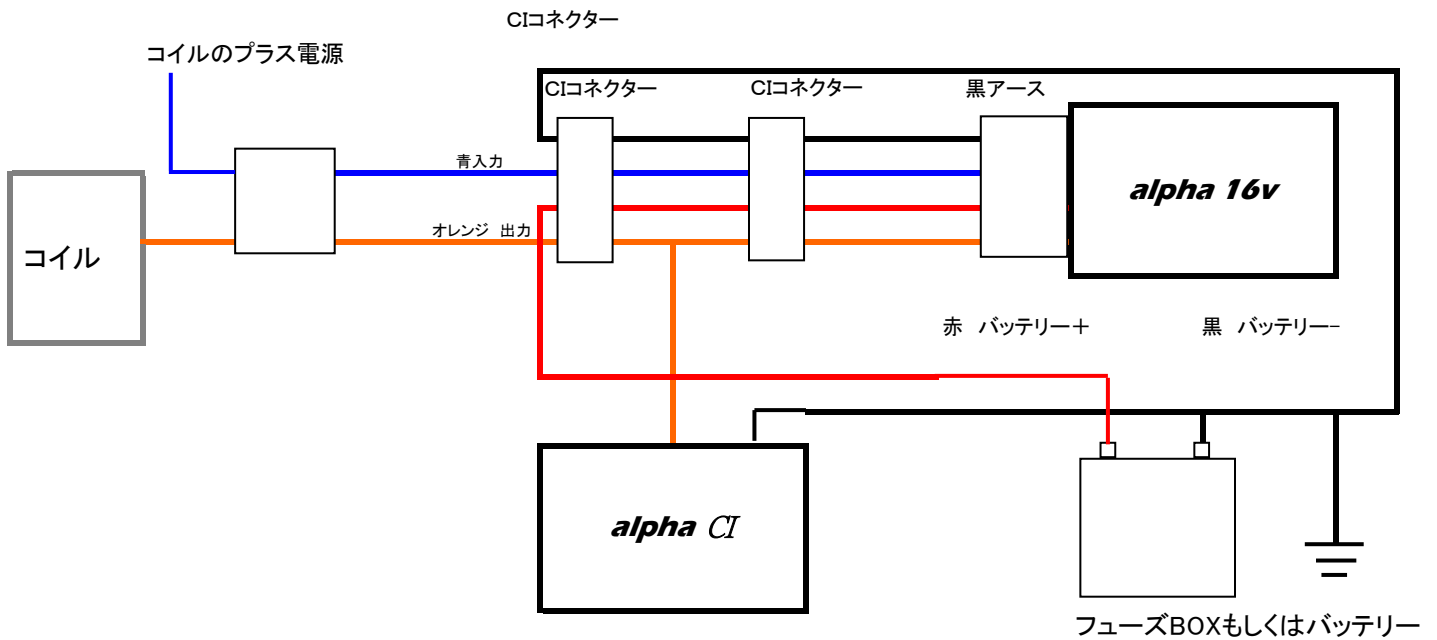 CIコネクター
コイルのプラス電源
CIコネクター
CIコネクター
黒アース
青入力
alpha 16v
オレンジ 出力
コイル
赤 バッテリー＋
黒 バッテリー−
alpha CI
フューズBOXもしくはバッテリー